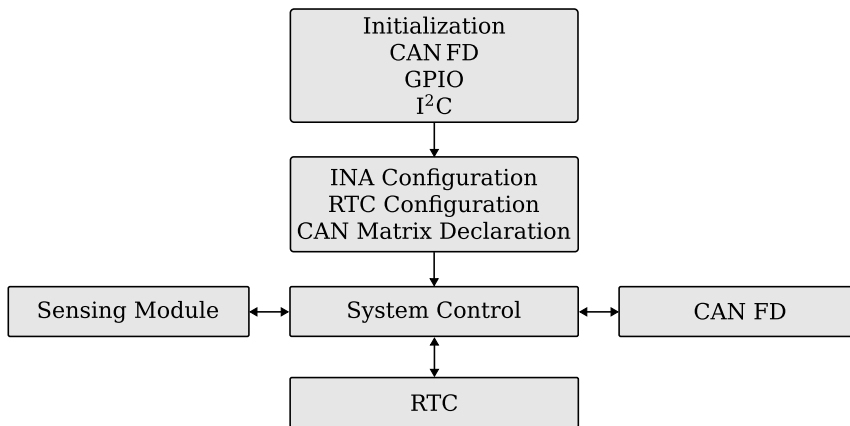 Initialization
CAN FD
GPIO
I²C
INA Configuration
RTC Configuration
CAN Matrix Declaration
Sensing Module
System Control
CAN FD
RTC